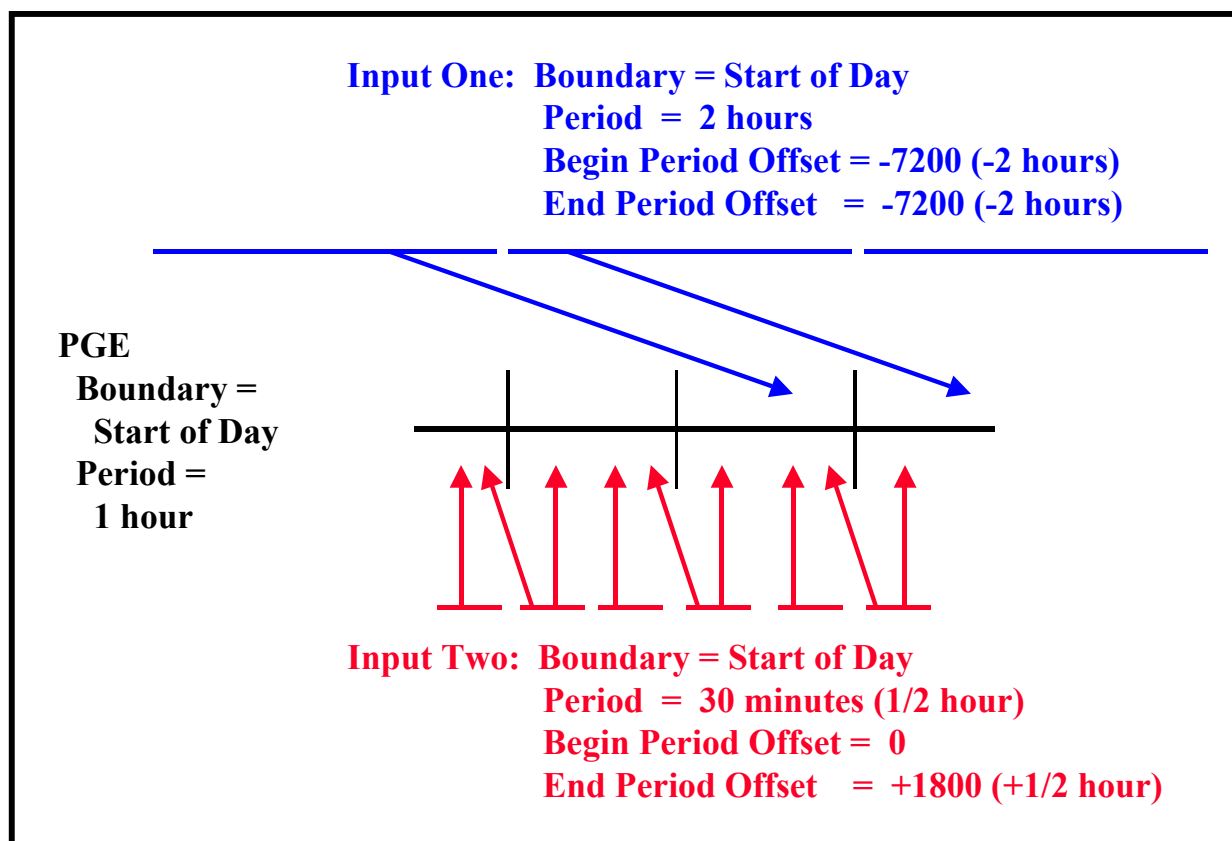 Input One: Boundary = Start of Day
Period = 2 hours
Begin Period Offset = -7200 (-2 hours)
End Period Offset = -7200 (-2 hours)
PGE
Boundary =
Start of Day
Period =
1 hour
Input Two: Boundary = Start of Day
Period = 30 minutes (1/2 hour)
Begin Period Offset = 0
End Period Offset = +1800 (+1/2 hour)